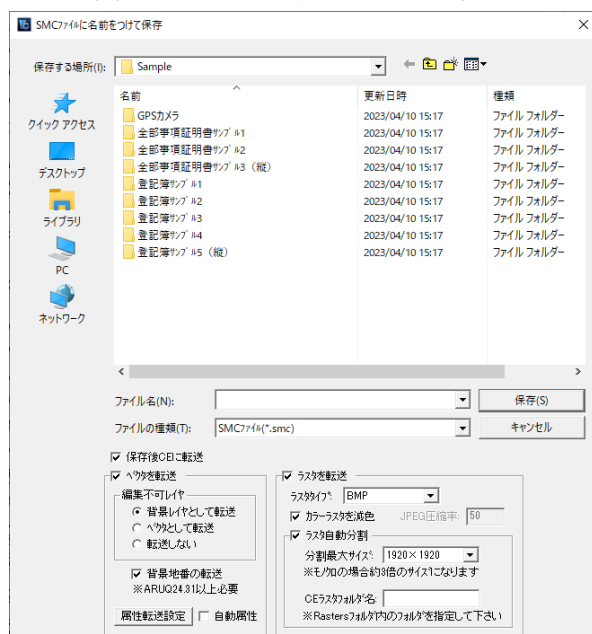 SMCﾌｧｲﾙに名前をつけて保存
保存する場所(I):
Sample
クイック アクセス
デスクトップ
ライブラリ
PC
ネットワーク
名前 更新日時 種類
GPSカメラ 2023/04/10 15:17 ファイル フォルダー
全部事項証明書ｻﾝﾌﾟﾙ1 2023/04/10 15:17 ファイル フォルダー
全部事項証明書ｻﾝﾌﾟﾙ2 2023/04/10 15:17 ファイル フォルダー
全部事項証明書ｻﾝﾌﾟﾙ3（縦） 2023/04/10 15:17 ファイル フォルダー
登記簿ｻﾝﾌﾟﾙ1 2023/04/10 15:17 ファイル フォルダー
登記簿ｻﾝﾌﾟﾙ2 2023/04/10 15:17 ファイル フォルダー
登記簿ｻﾝﾌﾟﾙ3 2023/04/10 15:17 ファイル フォルダー
登記簿ｻﾝﾌﾟﾙ4 2023/04/10 15:17 ファイル フォルダー
登記簿ｻﾝﾌﾟﾙ5（縦） 2023/04/10 15:17 ファイル フォルダー
ファイル名(N): 保存(S)
ファイルの種類(T): SMCﾌｧｲﾙ(*.smc) キャンセル
保存後CEに転送
ﾍﾞｸﾀを転送
編集不可ﾚｲﾔ
背景ﾚｲﾔとして転送
ﾍﾞｸﾀとして転送
転送しない
背景地番の転送
※ARUQ24.31以上必要
属性転送設定 自動属性
ﾗｽﾀを転送
ﾗｽﾀﾀｲﾌﾟ: BMP
ｶﾗｰﾗｽﾀを減色 JPEG圧縮率: 50
ﾗｽﾀ自動分割
分割最大ｻｲｽﾞ: 1920×1920
※ﾓﾉｸﾛの場合約3倍のｻｲｽﾞになります
CEﾗｽﾀﾌｫﾙﾀﾞ名:
※Rastersﾌｫﾙﾀﾞ内のﾌｫﾙﾀﾞを指定して下さい